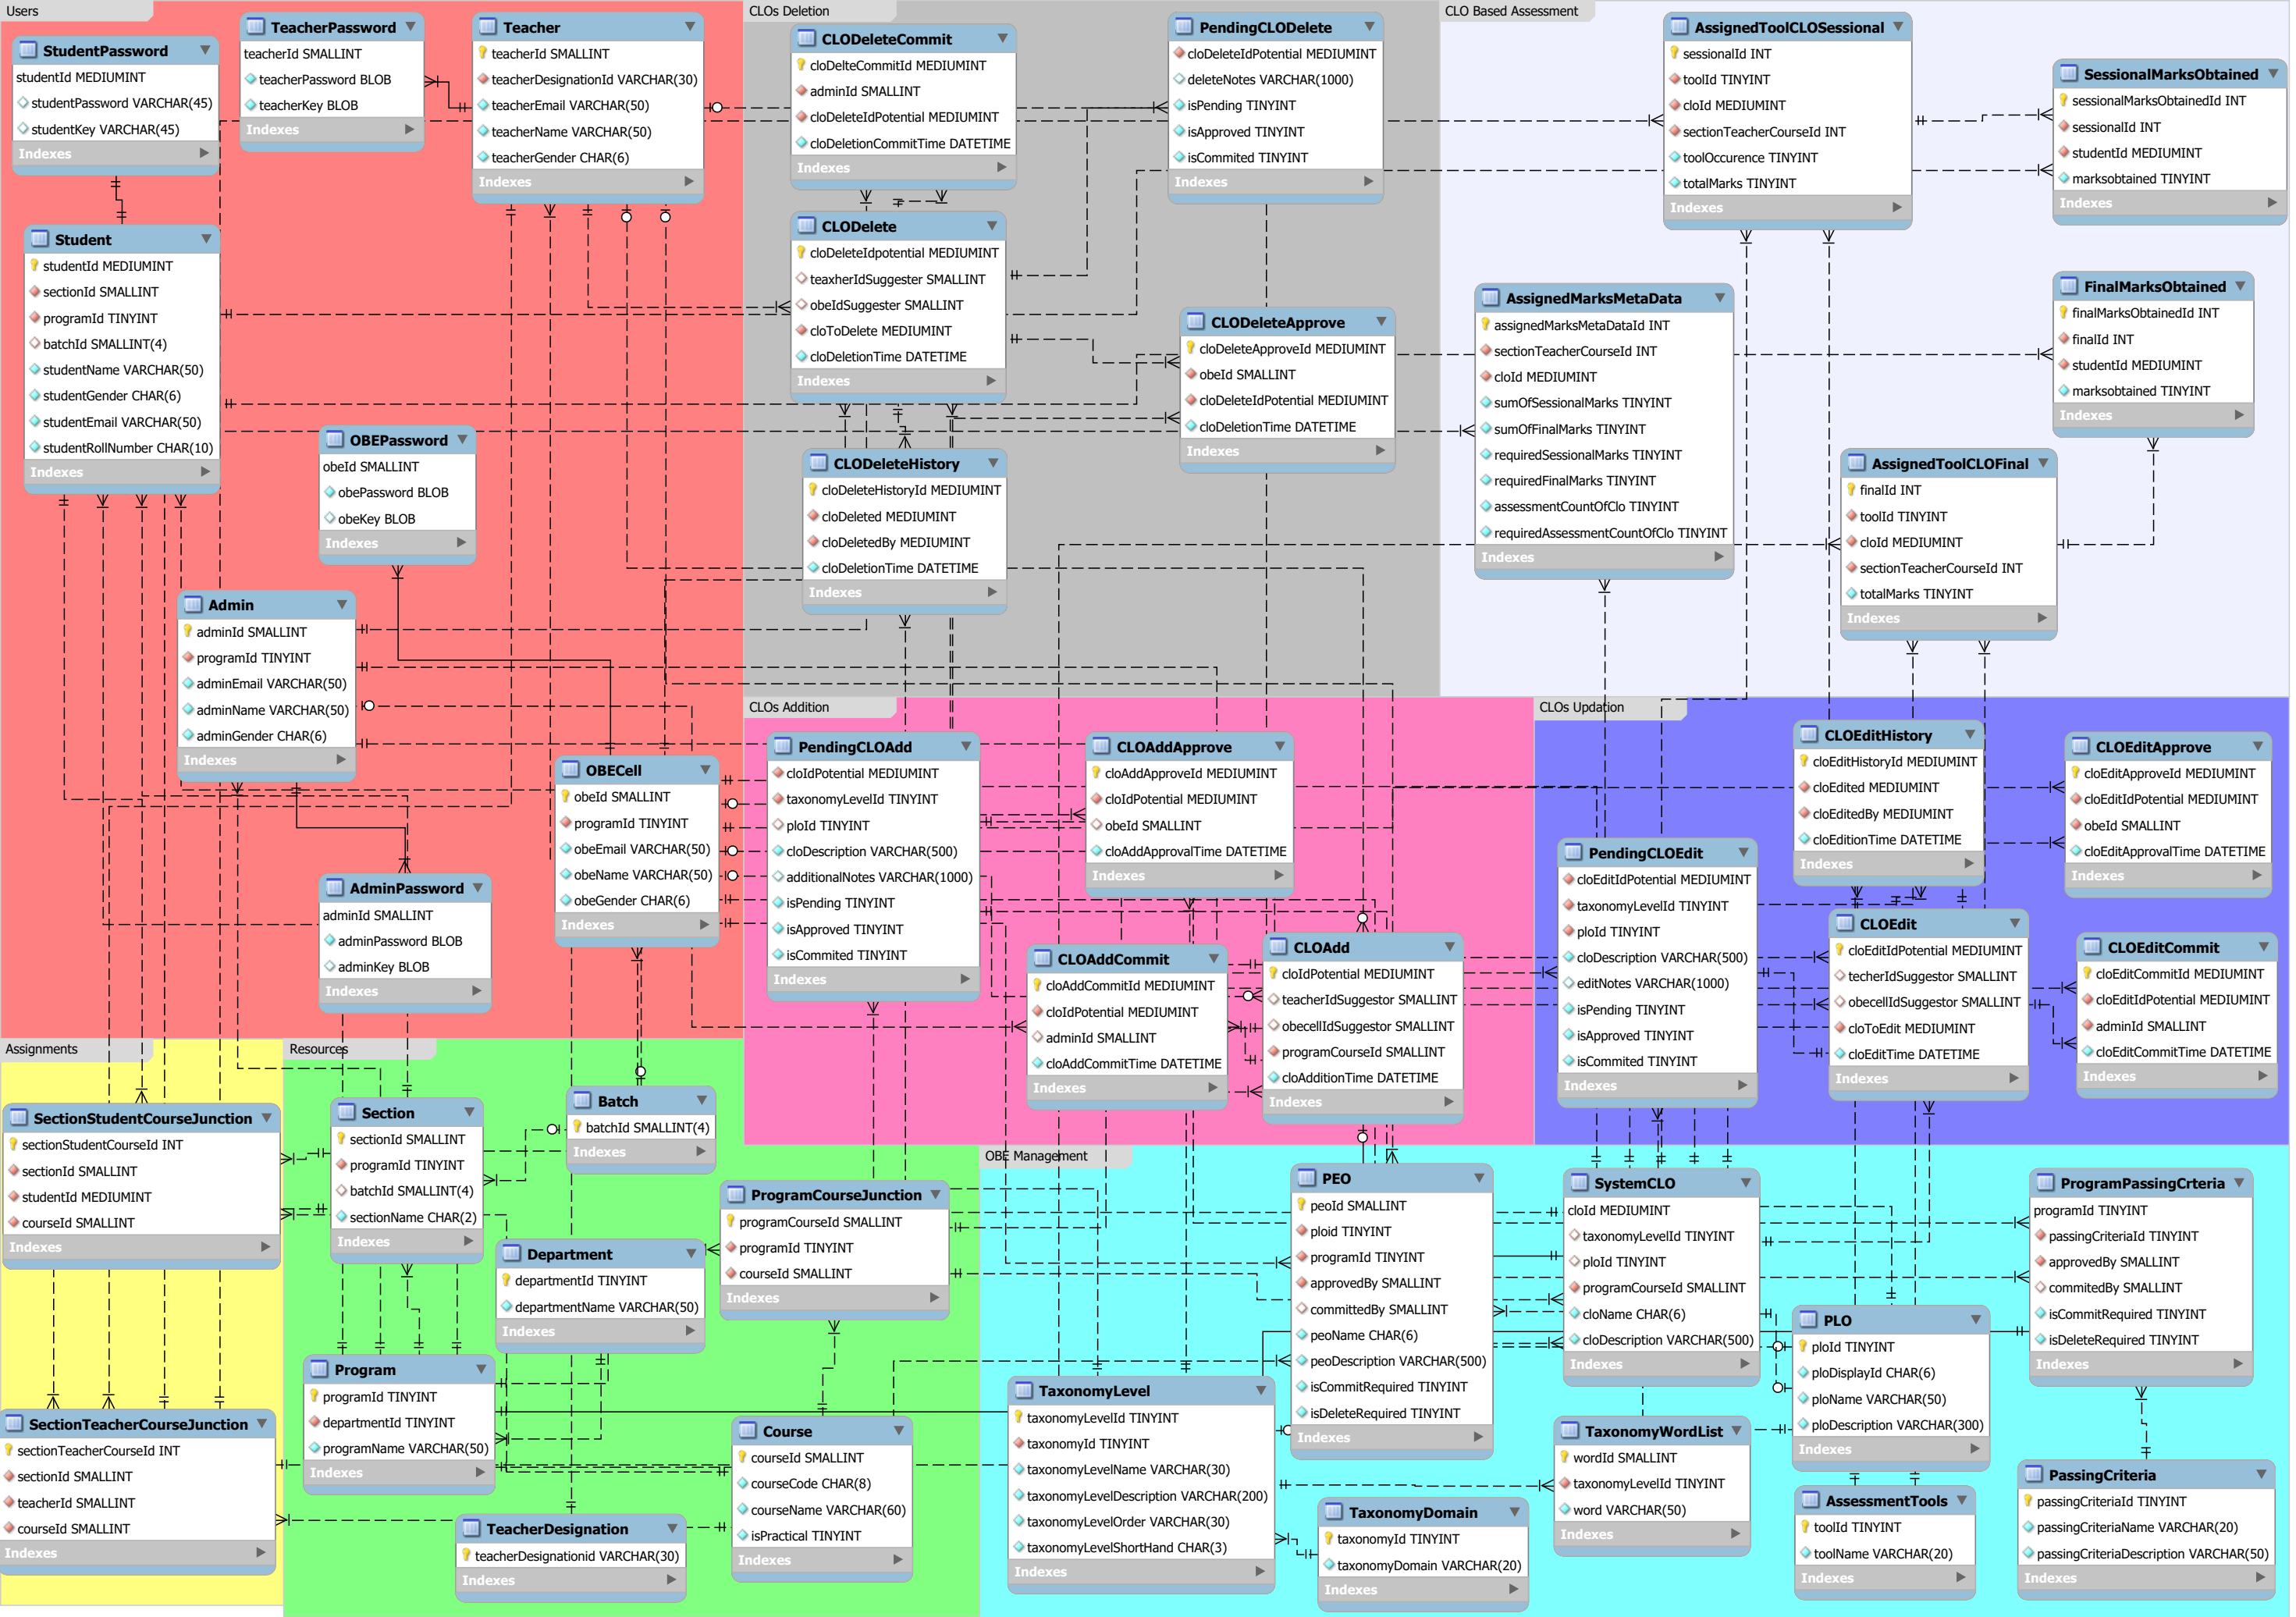 Users
StudentPassword
studentId MEDIUMINT
studentPassword VARCHAR(45)
studentKey VARCHAR(45)
Indexes
TeacherPassword
teacherId SMALLINT
teacherPassword BLOB
teacherKey BLOB
Indexes
Teacher
teacherId SMALLINT
teacherDesignationId VARCHAR(30)
teacherEmail VARCHAR(50)
teacherName VARCHAR(50)
teacherGender CHAR(6)
Indexes
Student
studentId MEDIUMINT
sectionId SMALLINT
programId TINYINT
batchId SMALLINT(4)
studentName VARCHAR(50)
studentGender CHAR(6)
studentEmail VARCHAR(50)
studentRollNumber CHAR(10)
Indexes
OBEPassword
obeId SMALLINT
obePassword BLOB
obeKey BLOB
Indexes
Admin
adminId SMALLINT
programId TINYINT
adminEmail VARCHAR(50)
adminName VARCHAR(50)
adminGender CHAR(6)
Indexes
OBECell
obeId SMALLINT
programId TINYINT
obeEmail VARCHAR(50)
obeName VARCHAR(50)
obeGender CHAR(6)
Indexes
AdminPassword
adminId SMALLINT
adminPassword BLOB
adminKey BLOB
Indexes
CLOs Deletion
CLODeleteCommit
cloDelteCommitId MEDIUMINT
adminId SMALLINT
cloDeleteIdPotential MEDIUMINT
cloDeletionCommitTime DATETIME
Indexes
PendingCLODelete
cloDeleteIdPotential MEDIUMINT
deleteNotes VARCHAR(1000)
isPending TINYINT
isApproved TINYINT
isCommited TINYINT
Indexes
CLODelete
cloDeleteIdpotential MEDIUMINT
teaxherIdSuggester SMALLINT
obeIdSuggester SMALLINT
cloToDelete MEDIUMINT
cloDeletionTime DATETIME
Indexes
CLODeleteApprove
cloDeleteApproveId MEDIUMINT
obeId SMALLINT
cloDeleteIdPotential MEDIUMINT
cloDeletionTime DATETIME
Indexes
CLODeleteHistory
cloDeleteHistoryId MEDIUMINT
cloDeleted MEDIUMINT
cloDeletedBy MEDIUMINT
cloDeletionTime DATETIME
Indexes
CLO Based Assessment
AssignedToolCLOSessional
sessionalId INT
toolId TINYINT
cloId MEDIUMINT
sectionTeacherCourseId INT
toolOccurence TINYINT
totalMarks TINYINT
Indexes
SessionalMarksObtained
sessionalMarksObtainedId INT
sessionalId INT
studentId MEDIUMINT
marksobtained TINYINT
Indexes
AssignedMarksMetaData
assignedMarksMetaDataId INT
sectionTeacherCourseId INT
cloId MEDIUMINT
sumOfSessionalMarks TINYINT
sumOfFinalMarks TINYINT
requiredSessionalMarks TINYINT
requiredFinalMarks TINYINT
assessmentCountOfClo TINYINT
requiredAssessmentCountOfClo TINYINT
Indexes
FinalMarksObtained
finalMarksObtainedId INT
finalId INT
studentId MEDIUMINT
marksobtained TINYINT
Indexes
AssignedToolCLOFinal
finalId INT
toolId TINYINT
cloId MEDIUMINT
sectionTeacherCourseId INT
totalMarks TINYINT
Indexes
CLOs Addition
PendingCLOAdd
cloIdPotential MEDIUMINT
taxonomyLevelId TINYINT
ploId TINYINT
cloDescription VARCHAR(500)
additionalNotes VARCHAR(1000)
isPending TINYINT
isApproved TINYINT
isCommited TINYINT
Indexes
CLOAddApprove
cloAddApproveId MEDIUMINT
cloIdPotential MEDIUMINT
obeId SMALLINT
cloAddApprovalTime DATETIME
Indexes
CLOAddCommit
cloAddCommitId MEDIUMINT
cloIdPotential MEDIUMINT
adminId SMALLINT
cloAddCommitTime DATETIME
Indexes
CLOAdd
cloIdPotential MEDIUMINT
teacherIdSuggestor SMALLINT
obecellIdSuggestor SMALLINT
programCourseId SMALLINT
cloAdditionTime DATETIME
Indexes
CLOs Updation
CLOEditHistory
cloEditHistoryId MEDIUMINT
cloEdited MEDIUMINT
cloEditedBy MEDIUMINT
cloEditionTime DATETIME
Indexes
CLOEditApprove
cloEditApproveId MEDIUMINT
cloEditIdPotential MEDIUMINT
obeId SMALLINT
cloEditApprovalTime DATETIME
Indexes
PendingCLOEdit
cloEditIdPotential MEDIUMINT
taxonomyLevelId TINYINT
ploId TINYINT
cloDescription VARCHAR(500)
editNotes VARCHAR(1000)
isPending TINYINT
isApproved TINYINT
isCommited TINYINT
Indexes
CLOEdit
cloEditIdPotential MEDIUMINT
techerIdSuggestor SMALLINT
obecellIdSuggestor SMALLINT
cloToEdit MEDIUMINT
cloEditTime DATETIME
Indexes
CLOEditCommit
cloEditCommitId MEDIUMINT
cloEditIdPotential MEDIUMINT
adminId SMALLINT
cloEditCommitTime DATETIME
Indexes
Assignments
SectionStudentCourseJunction
sectionStudentCourseId INT
sectionId SMALLINT
studentId MEDIUMINT
courseId SMALLINT
Indexes
SectionTeacherCourseJunction
sectionTeacherCourseId INT
sectionId SMALLINT
teacherId SMALLINT
courseId SMALLINT
Indexes
Resources
Section
sectionId SMALLINT
programId TINYINT
batchId SMALLINT(4)
sectionName CHAR(2)
Indexes
Batch
batchId SMALLINT(4)
Indexes
ProgramCourseJunction
programCourseId SMALLINT
programId TINYINT
courseId SMALLINT
Indexes
Department
departmentId TINYINT
departmentName VARCHAR(50)
Indexes
Program
programId TINYINT
departmentId TINYINT
programName VARCHAR(50)
Indexes
Course
courseId SMALLINT
courseCode CHAR(8)
courseName VARCHAR(60)
isPractical TINYINT
Indexes
TeacherDesignation
teacherDesignationid VARCHAR(30)
Indexes
OBE Management
PEO
peoId SMALLINT
ploid TINYINT
programId TINYINT
approvedBy SMALLINT
committedBy SMALLINT
peoName CHAR(6)
peoDescription VARCHAR(500)
isCommitRequired TINYINT
isDeleteRequired TINYINT
Indexes
SystemCLO
cloId MEDIUMINT
taxonomyLevelId TINYINT
ploId TINYINT
programCourseId SMALLINT
cloName CHAR(6)
cloDescription VARCHAR(500)
Indexes
ProgramPassingCrteria
programId TINYINT
passingCriteriaId TINYINT
approvedBy SMALLINT
commitedBy SMALLINT
isCommitRequired TINYINT
isDeleteRequired TINYINT
Indexes
PLO
ploId TINYINT
ploDisplayId CHAR(6)
ploName VARCHAR(50)
ploDescription VARCHAR(300)
Indexes
TaxonomyLevel
taxonomyLevelId TINYINT
taxonomyId TINYINT
taxonomyLevelName VARCHAR(30)
taxonomyLevelDescription VARCHAR(200)
taxonomyLevelOrder VARCHAR(30)
taxonomyLevelShortHand CHAR(3)
Indexes
TaxonomyWordList
wordId SMALLINT
taxonomyLevelId TINYINT
word VARCHAR(50)
Indexes
TaxonomyDomain
taxonomyId TINYINT
taxonomyDomain VARCHAR(20)
Indexes
AssessmentTools
toolId TINYINT
toolName VARCHAR(20)
Indexes
PassingCriteria
passingCriteriaId TINYINT
passingCriteriaName VARCHAR(20)
passingCriteriaDescription VARCHAR(50)
Indexes